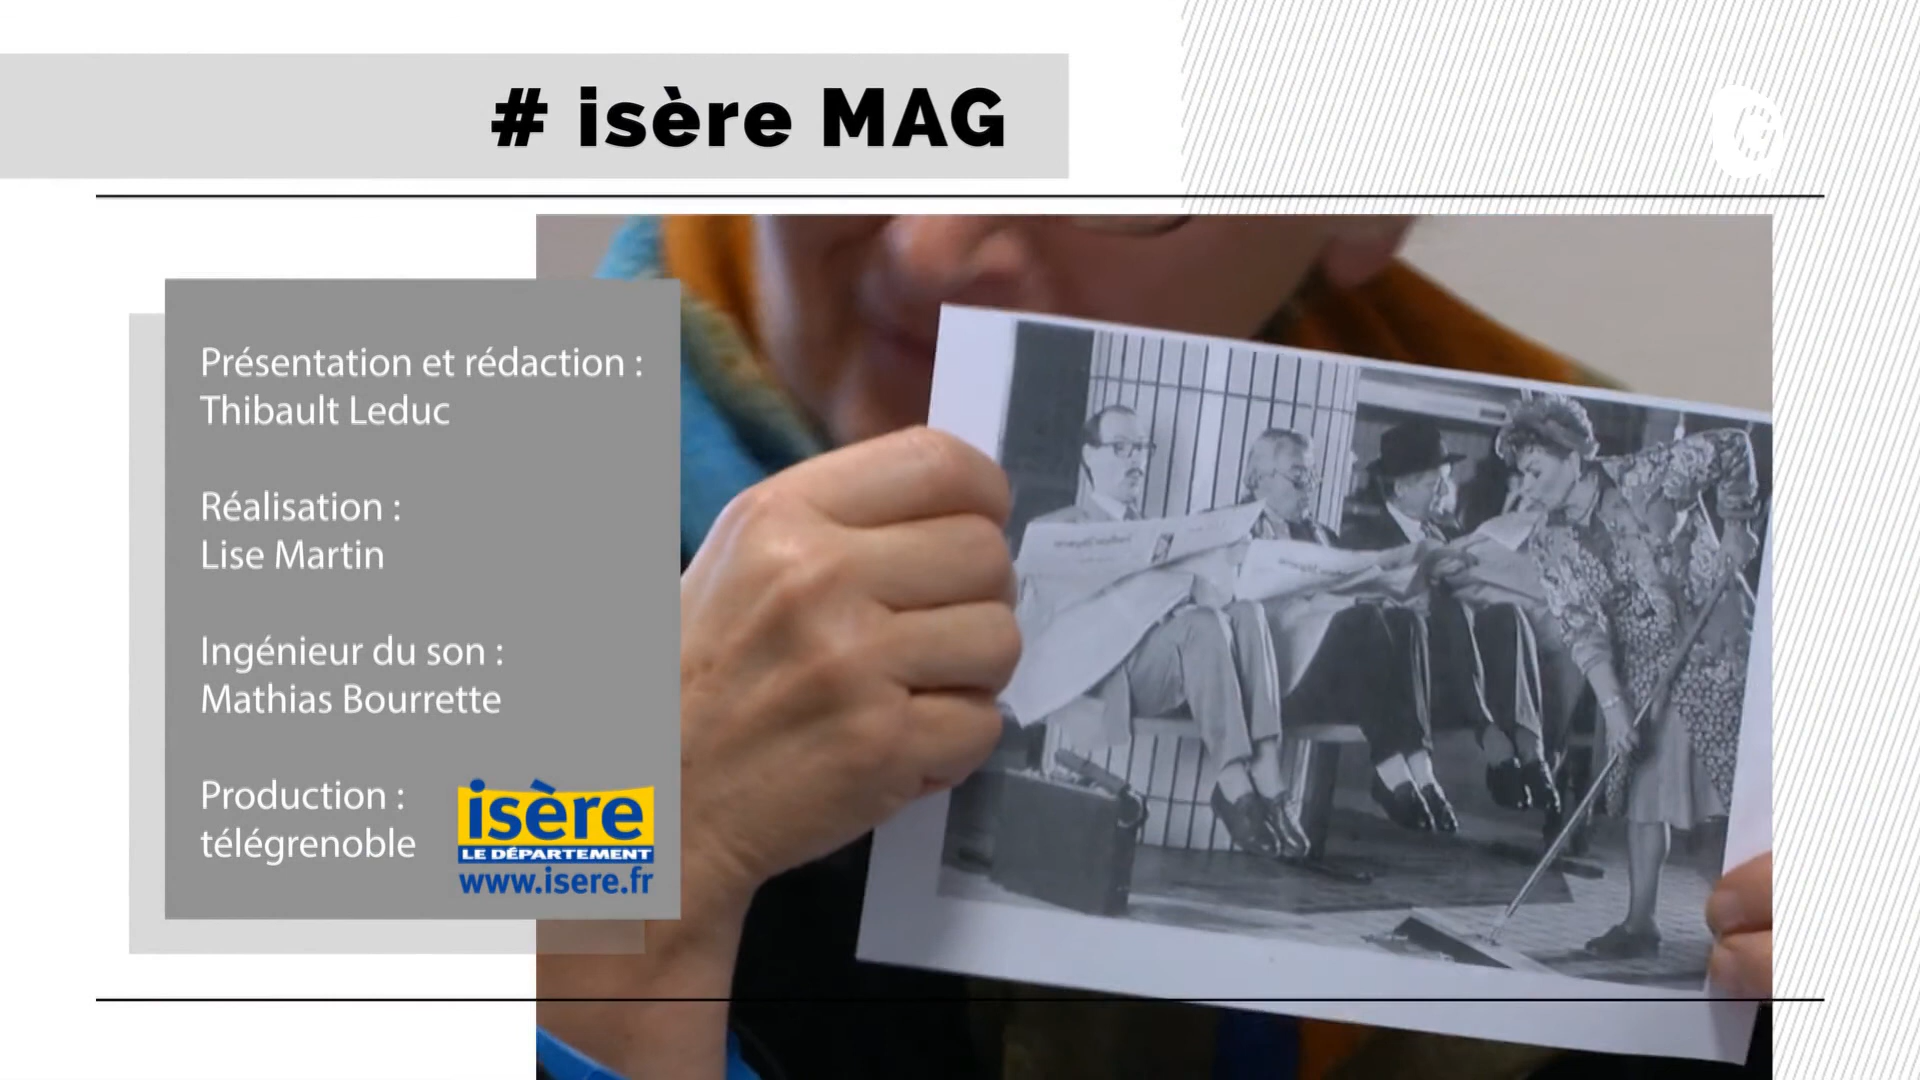 # isère MAG
Présentation et rédaction :
Thibault Leduc
Réalisation :
Lise Martin
Ingénieur du son :
Mathias Bourrette
Production :
télégrenoble
isère
LE DÉPARTEMENT
www.isere.fr